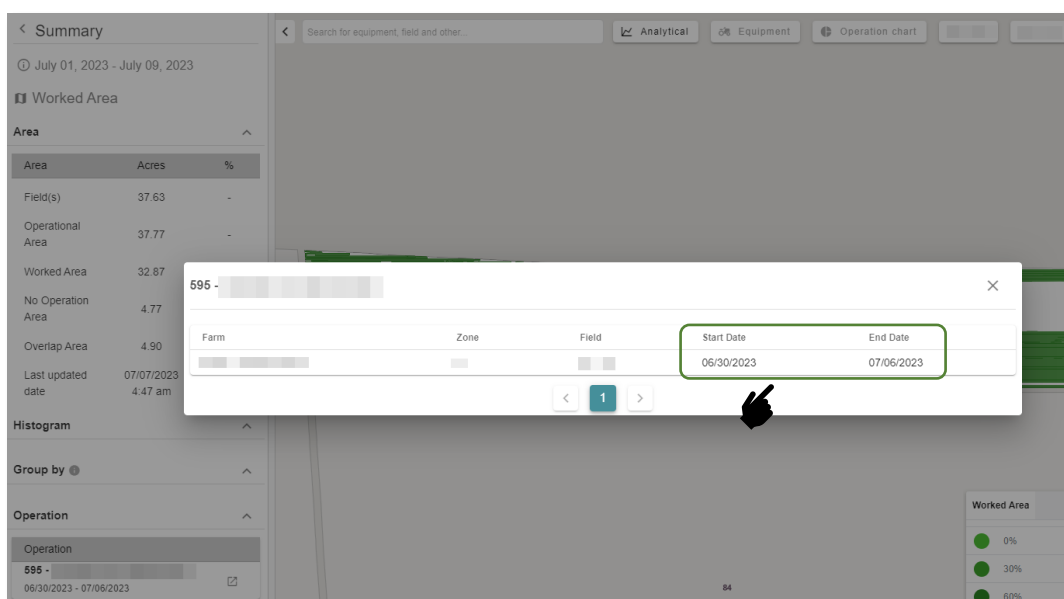 Summary
July 01, 2023 - July 09, 2023
Worked Area
Area
Area Acres %
Field(s) 37.63 -
Operational Area 37.77 -
Worked Area 32.87
No Operation Area 4.77
Overlap Area 4.90
Last updated date 07/07/2023 4:47 am
Histogram
Group by
Operation
Operation
595 -
06/30/2023 - 07/06/2023
Search for equipment, field and other...
Analytical
Equipment
Operation chart
595 -
Farm Zone Field Start Date End Date
06/30/2023 07/06/2023
1
84
Worked Area
0%
30%
60%